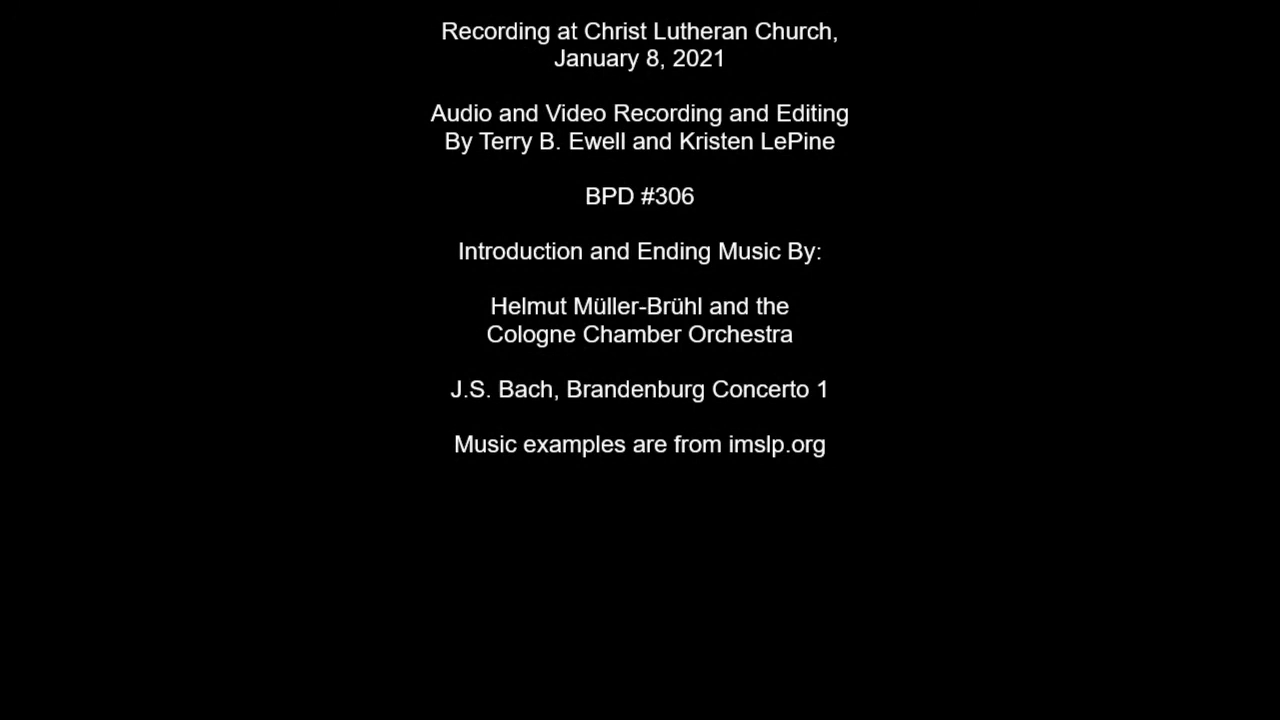 Recording at Christ Lutheran Church,
January 8, 2021
Audio and Video Recording and Editing
By Terry B. Ewell and Kristen LePine
BPD #306
Introduction and Ending Music By:
Helmut Müller-Brühl and the
Cologne Chamber Orchestra
J.S. Bach, Brandenburg Concerto 1
Music examples are from imslp.org